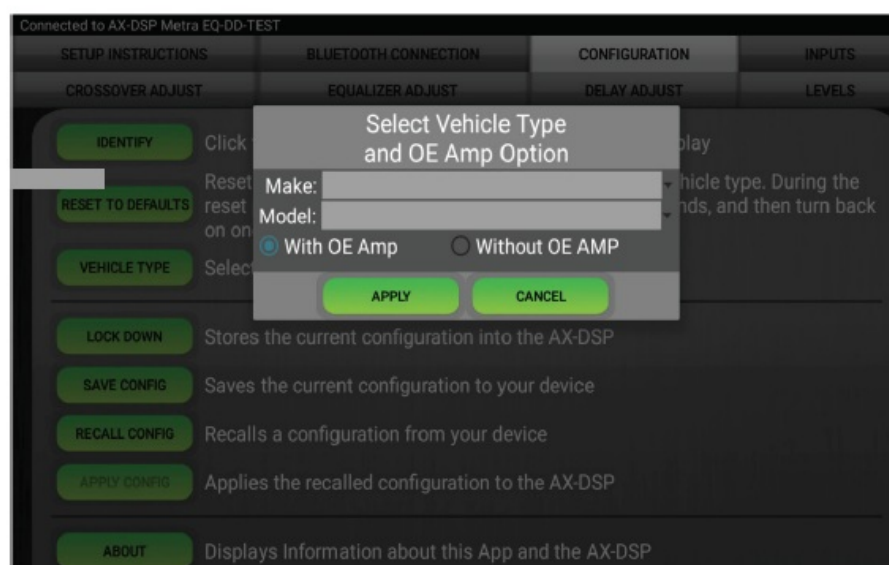 Connected to AX-DSP Metra EQ-DD-TEST
SETUP INSTRUCTIONS BLUETOOTH CONNECTION CONFIGURATION INPUTS
CROSSOVER ADJUST EQUALIZER ADJUST DELAY ADJUST LEVELS
Select Vehicle Type
and OE Amp Option
Make:
Model:
With OE Amp Without OE AMP
APPLY CANCEL
IDENTIFY Click
RESET TO DEFAULTS Reset hicle type. During the
reset nds, and then turn back
on on
VEHICLE TYPE Select
LOCK DOWN Stores the current configuration into the AX-DSP
SAVE CONFIG Saves the current configuration to your device
RECALL CONFIG Recalls a configuration from your device
APPLY CONFIG Applies the recalled configuration to the AX-DSP
ABOUT Displays Information about this App and the AX-DSP